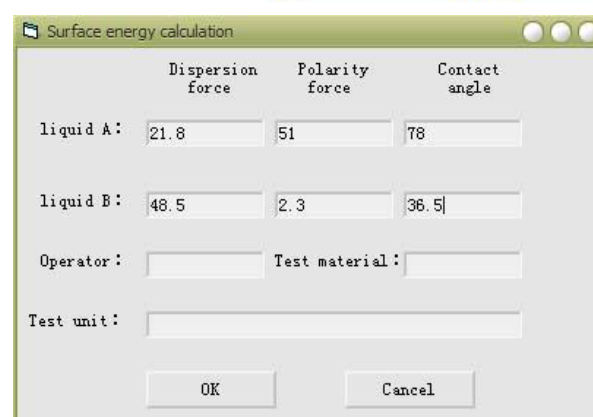 Surface energy calculation
Dispersion force Polarity force Contact angle
liquid A: 21.8 51 78
liquid B: 48.5 2.3 36.5
Operator: Test material:
Test unit:
OK Cancel